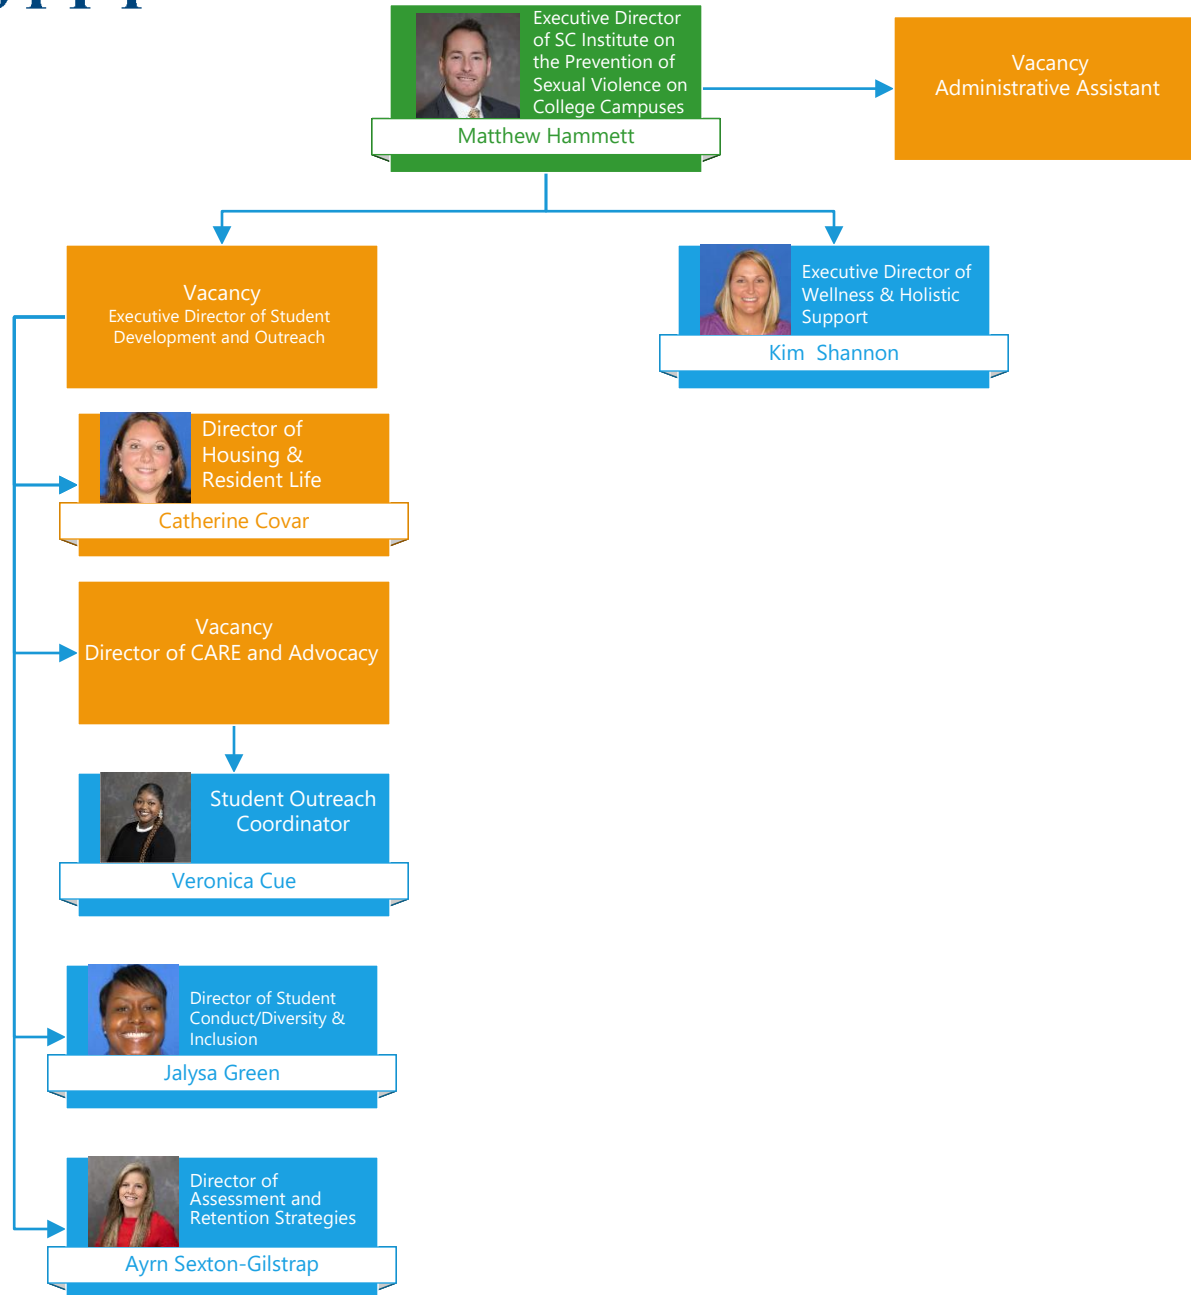 Executive Director
of SC Institute on
the Prevention of
Sexual Violence on
College Campuses
Matthew Hammett
Vacancy
Administrative Assistant
Vacancy
Executive Director of Student
Development and Outreach
Executive Director of
Wellness & Holistic
Support
Kim Shannon
Director of
Housing &
Resident Life
Catherine Covar
Vacancy
Director of CARE and Advocacy
Student Outreach
Coordinator
Veronica Cue
Director of Student
Conduct/Diversity &
Inclusion
Jalysa Green
Director of
Assessment and
Retention Strategies
Ayrn Sexton-Gilstrap